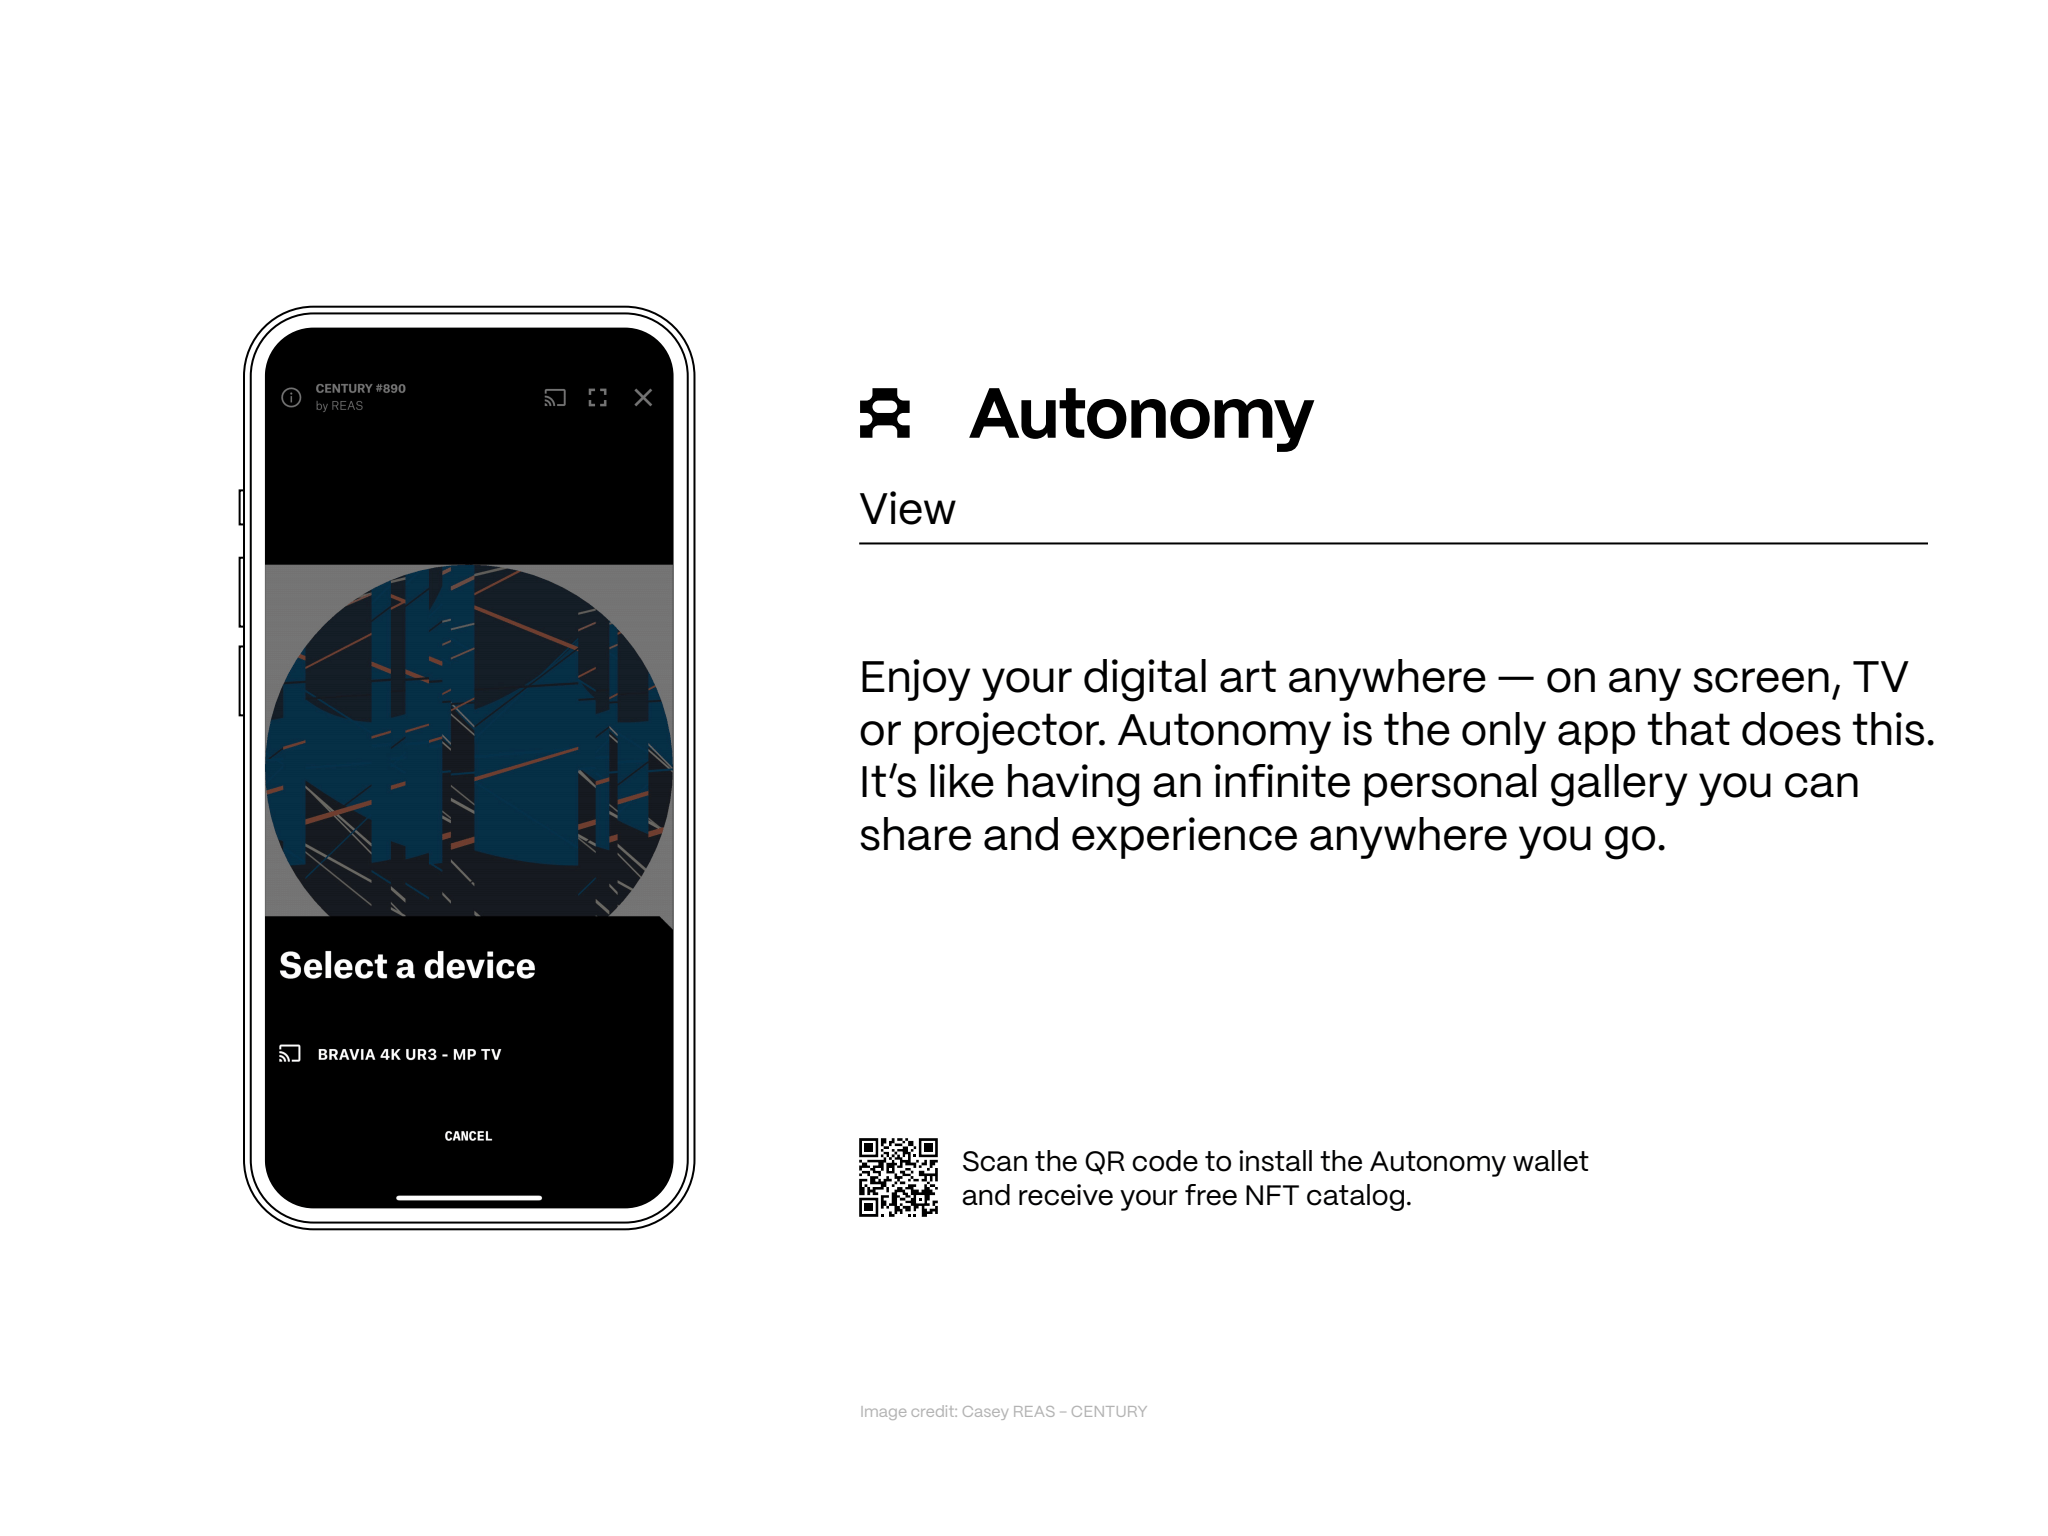 CENTURY #890
by REAS
Select a device
BRAVIA 4K UR3 - MP TV
CANCEL
Autonomy
View
Enjoy your digital art anywhere — on any screen, TV
or projector. Autonomy is the only app that does this.
It’s like having an infinite personal gallery you can
share and experience anywhere you go.
Scan the QR code to install the Autonomy wallet
and receive your free NFT catalog.
Image credit: Casey REAS - CENTURY